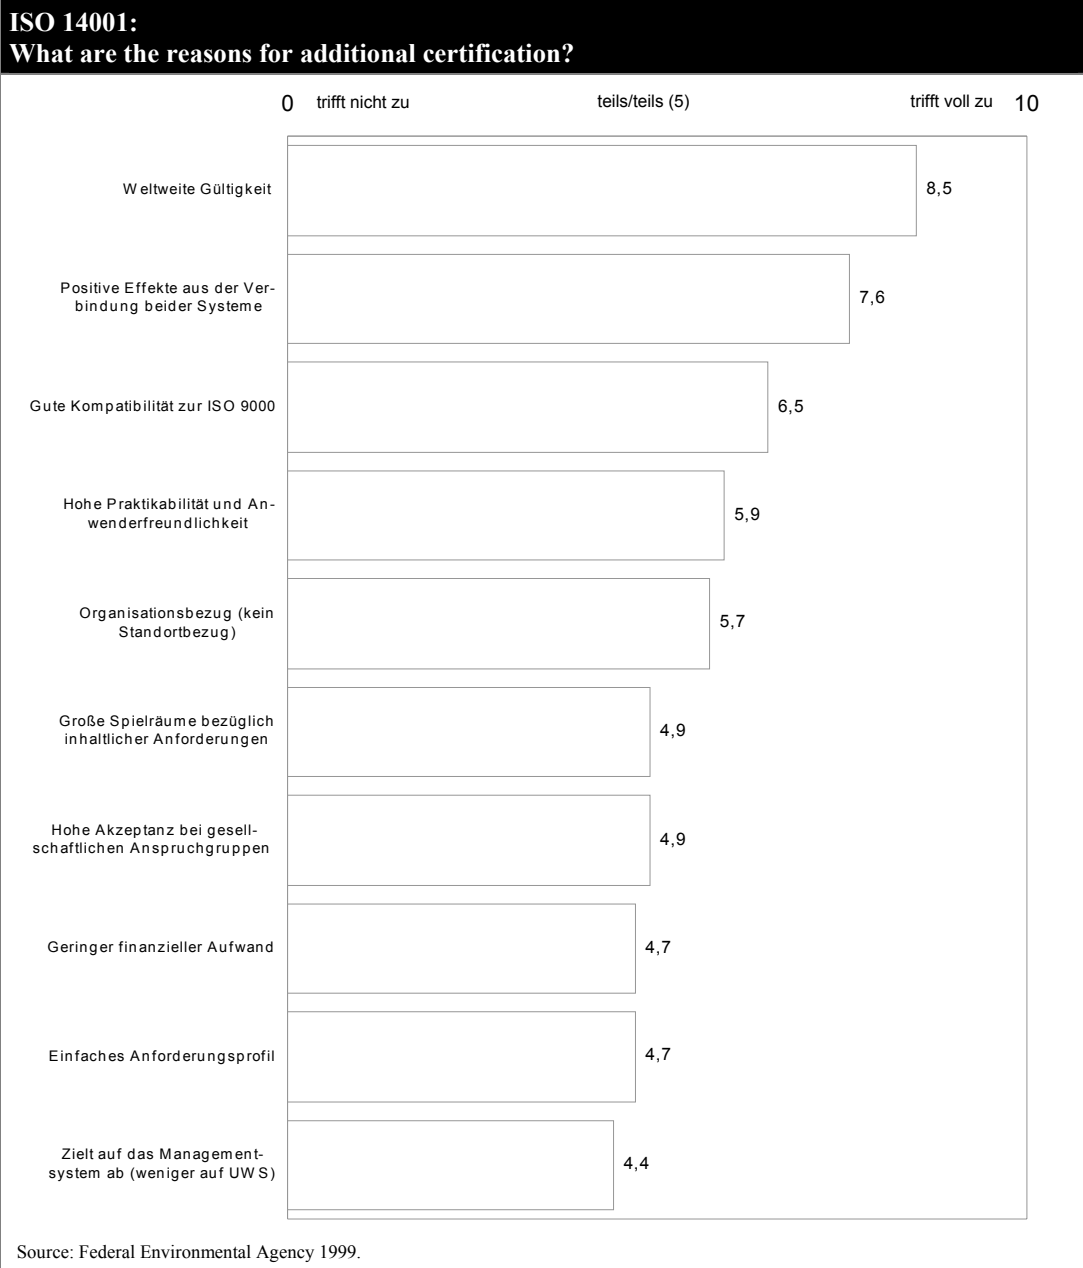 ISO 14001:
What are the reasons for additional certification?
0 trifft nicht zu teils/teils (5) trifft voll zu 10
Weltweite Gültigkeit
8,5
Positive Effekte aus der Ver-
bindung beider Systeme
7,6
Gute Kompatibilität zur ISO 9000
6,5
Hohe Praktikabilität und An-
wenderfreundlichkeit
5,9
Organisationsbezug (kein
Standortbezug)
5,7
Große Spielräume bezüglich
inhaltlicher Anforderungen
4,9
Hohe Akzeptanz bei gesell-
schaftlichen Anspruchgruppen
4,9
Geringer finanzieller Aufwand
4,7
Einfaches Anforderungsprofil
4,7
Zielt auf das Management-
system ab (weniger auf UWS)
4,4
Source: Federal Environmental Agency 1999.